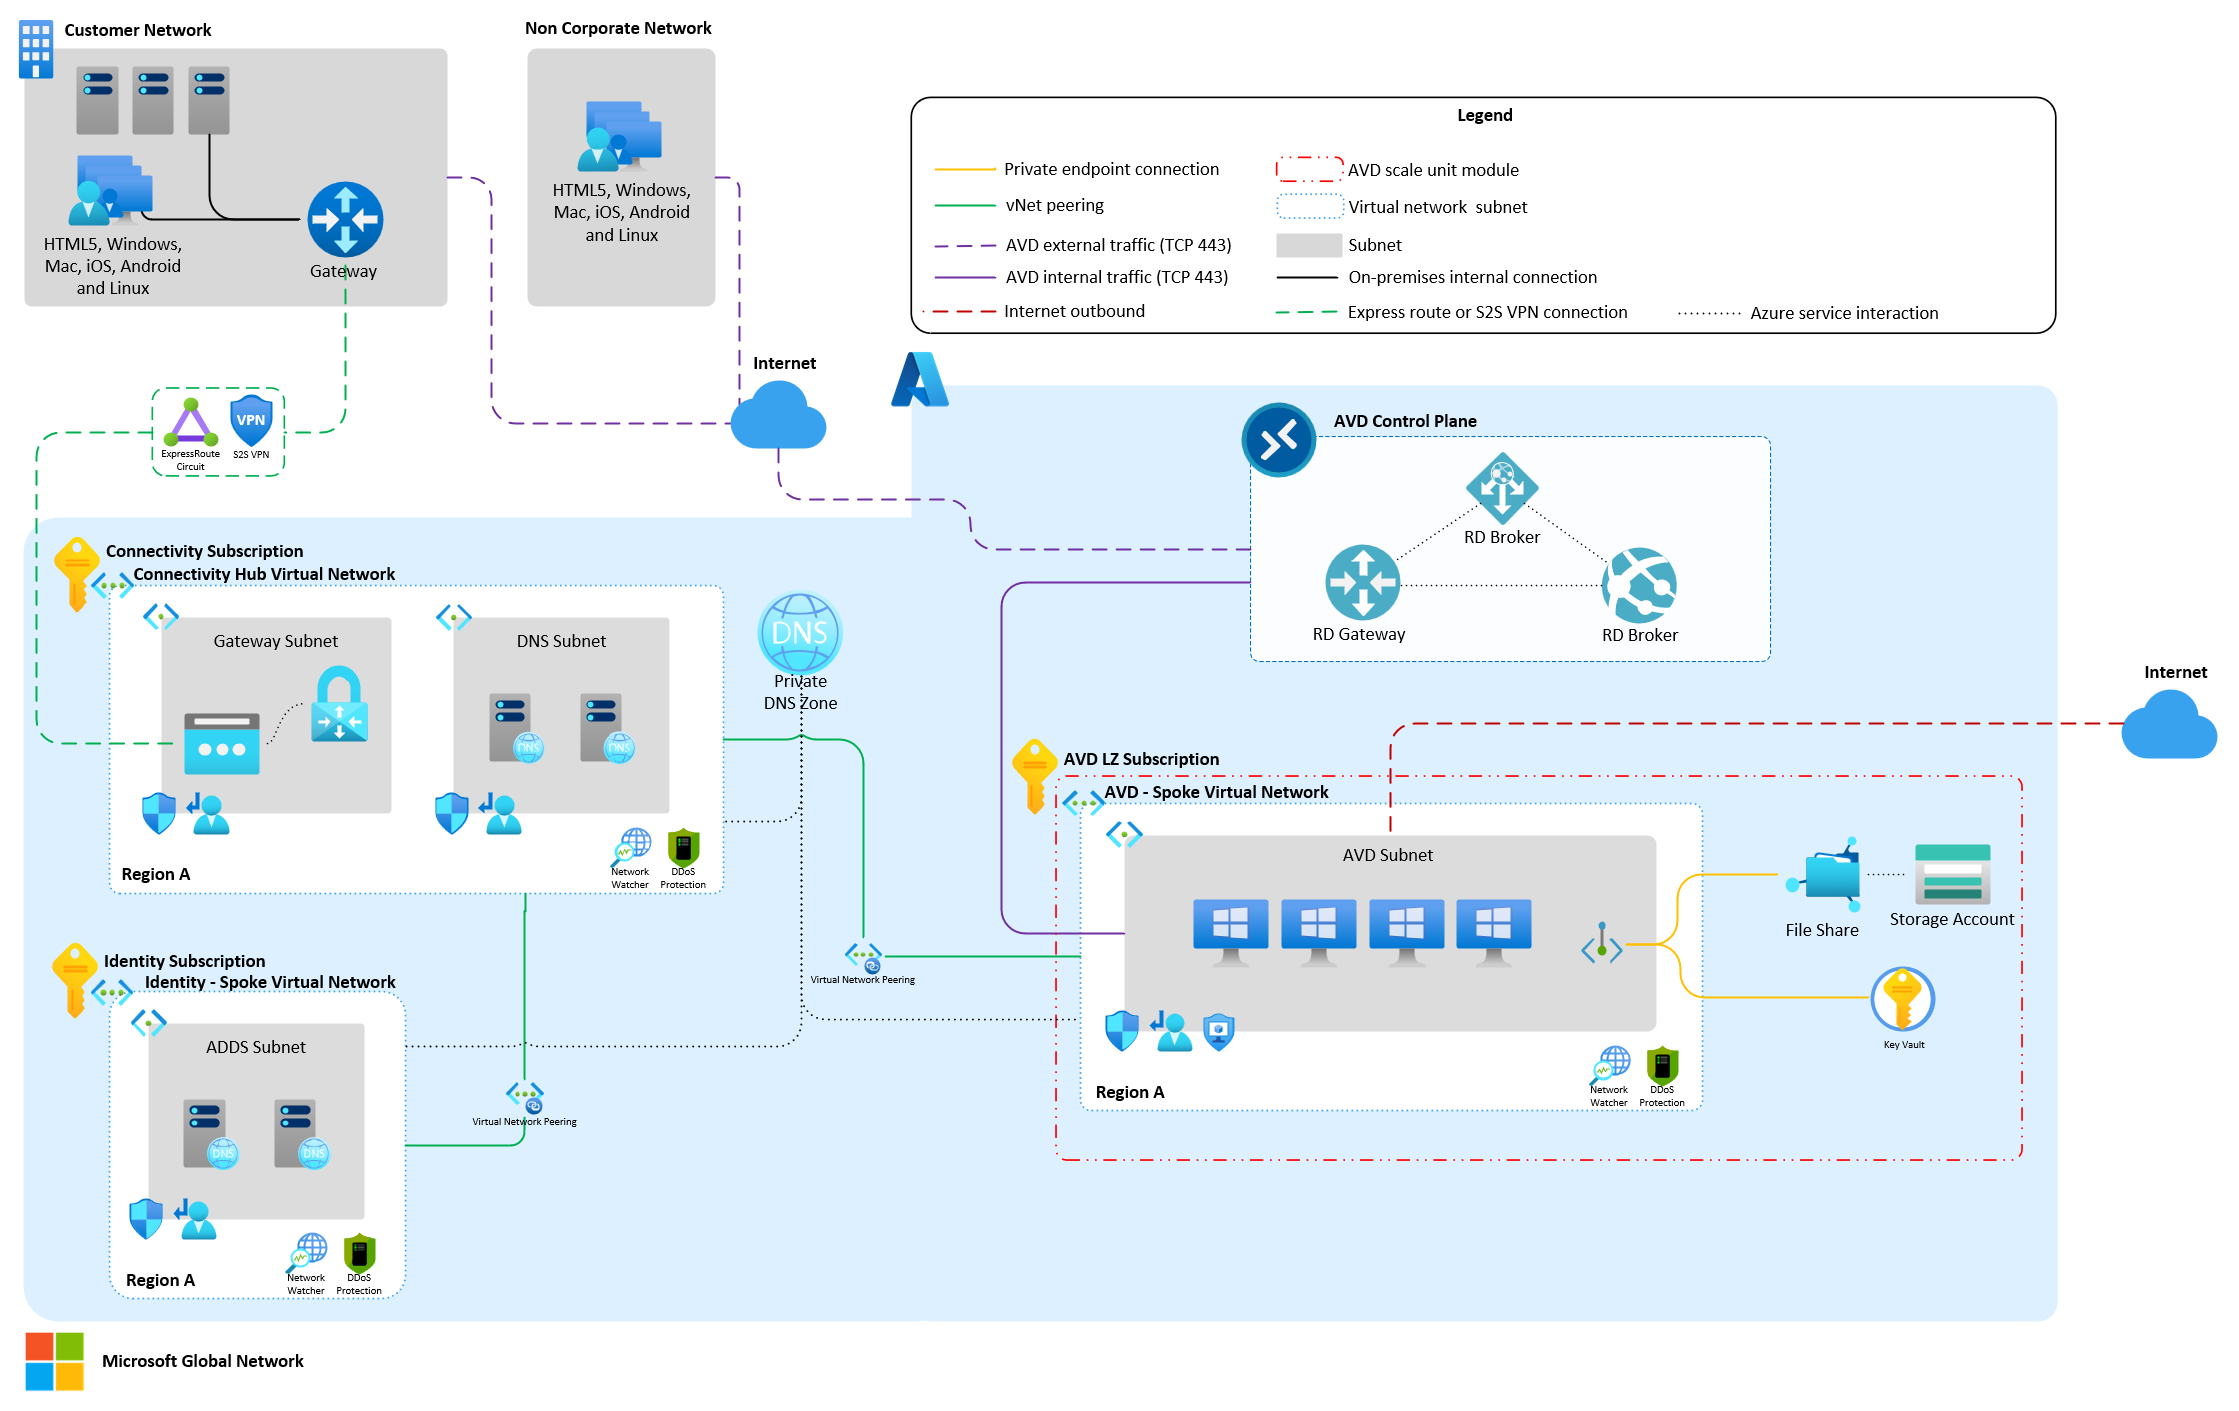 Customer Network
HTML5, Windows,
Mac, iOS, Android
and Linux
Gateway
Non Corporate Network
HTML5, Windows,
Mac, iOS, Android
and Linux
Legend
Private endpoint connection
vNet peering
AVD external traffic (TCP 443)
AVD internal traffic (TCP 443)
Internet outbound
AVD scale unit module
Virtual network subnet
Subnet
On-premises internal connection
Express route or S2S VPN connection
Azure service interaction
Internet
ExpressRoute
Circuit
VPN
S2S VPN
AVD Control Plane
RD Broker
RD Gateway
RD Broker
Connectivity Subscription
Connectivity Hub Virtual Network
Gateway Subnet
DNS Subnet
DNS
DNS
Region A
Network
Watcher
DDoS
Protection
DNS
Private
DNS Zone
Internet
AVD LZ Subscription
AVD - Spoke Virtual Network
AVD Subnet
File Share
Storage Account
Key Vault
Region A
Network
Watcher
DDoS
Protection
Virtual Network Peering
Identity Subscription
Identity - Spoke Virtual Network
ADDS Subnet
DNS
DNS
Region A
Network
Watcher
DDoS
Protection
Virtual Network Peering
Microsoft Global Network